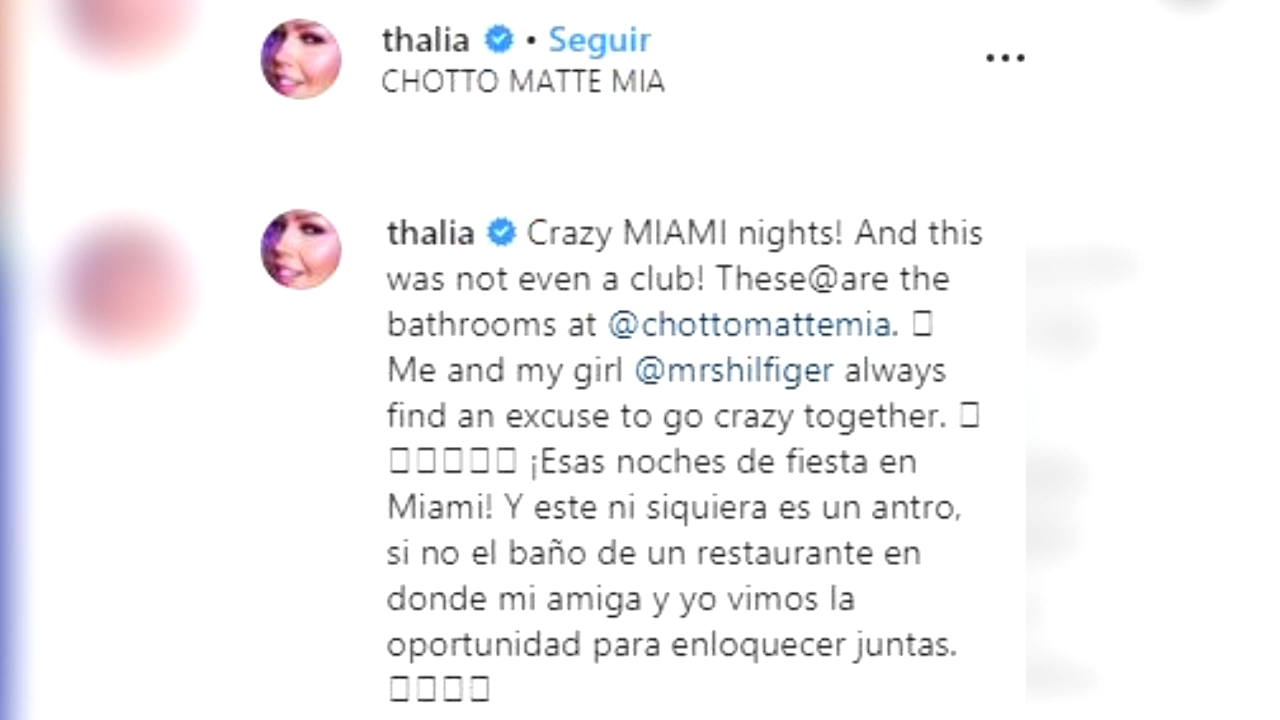 thalia • Seguir
CHOTTO MATTE MIA
thalia Crazy MIAMI nights! And this
was not even a club! These@are the
bathrooms at @chottomattemia. □
Me and my girl @mrshilfiger always
find an excuse to go crazy together. □
□□□□□ ¡Esas noches de fiesta en
Miami! Y este ni siquiera es un antro,
si no el baño de un restaurante en
donde mi amiga y yo vimos la
oportunidad para enloquecer juntas.
□□□□